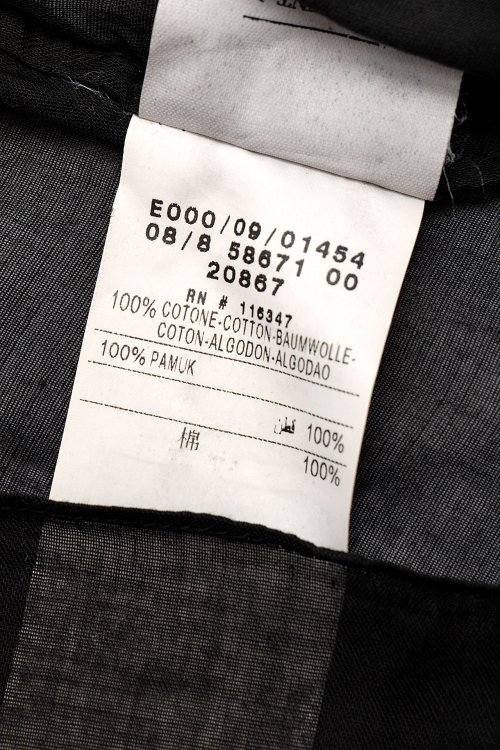 E000/09/01454
08/8 58671 00
20867
RN # 116347
100% COTONE-COTTON-BAUMWOLLE-
COTON-ALGODON-ALGODAO
100% PAMUK
قطن 100%
棉 100%